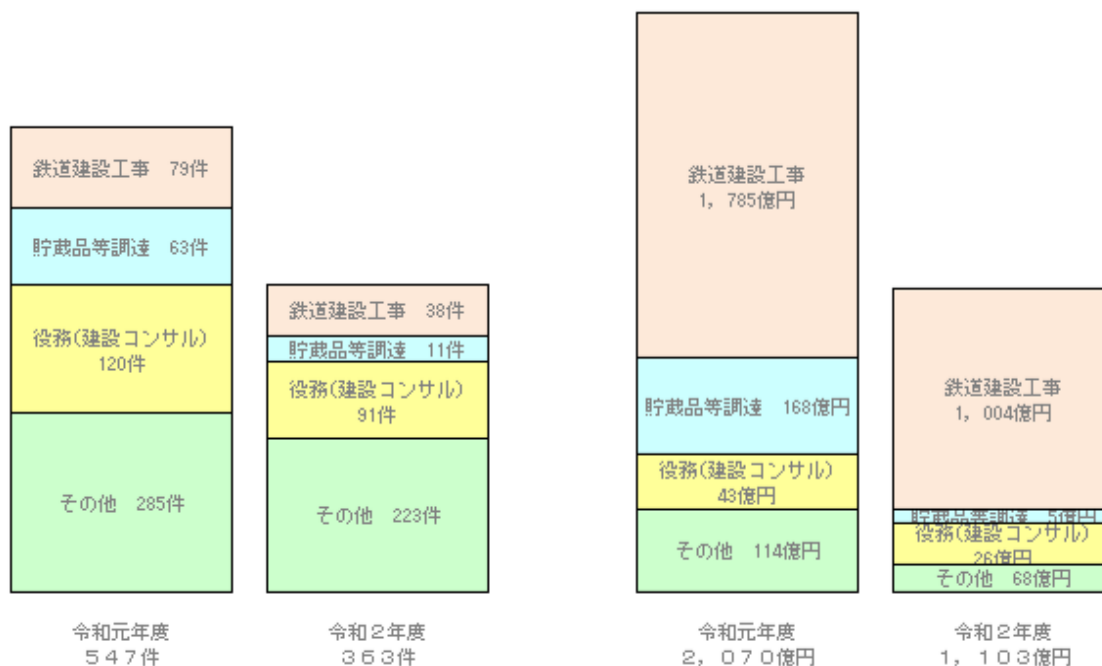 鉄道建設工事　79件
貯蔵品等調達　63件
役務(建設コンサル)
120件
その他　285件
令和元年度
５４７件
鉄道建設工事　38件
貯蔵品等調達　11件
役務(建設コンサル)
91件
その他　223件
令和２年度
３６３件
鉄道建設工事
1，785億円
貯蔵品等調達　168億円
役務(建設コンサル)
43億円
その他　114億円
令和元年度
２，０７０億円
鉄道建設工事
1，004億円
貯蔵品等調達　5億円
役務(建設コンサル)
26億円
その他　68億円
令和２年度
１，１０３億円